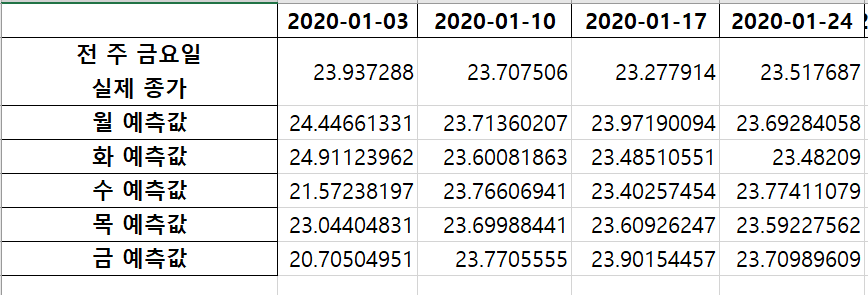 2020-01-03 2020-01-10 2020-01-17 2020-01-24
전 주 금요일
실제 종가 23.937288 23.707506 23.277914 23.517687
월 예측값 24.44661331 23.71360207 23.97190094 23.69284058
화 예측값 24.91123962 23.60081863 23.48510551 23.48209
수 예측값 21.57238197 23.76606941 23.40257454 23.77411079
목 예측값 23.04404831 23.69988441 23.60926247 23.59227562
금 예측값 20.70504951 23.7705555 23.90154457 23.70989609